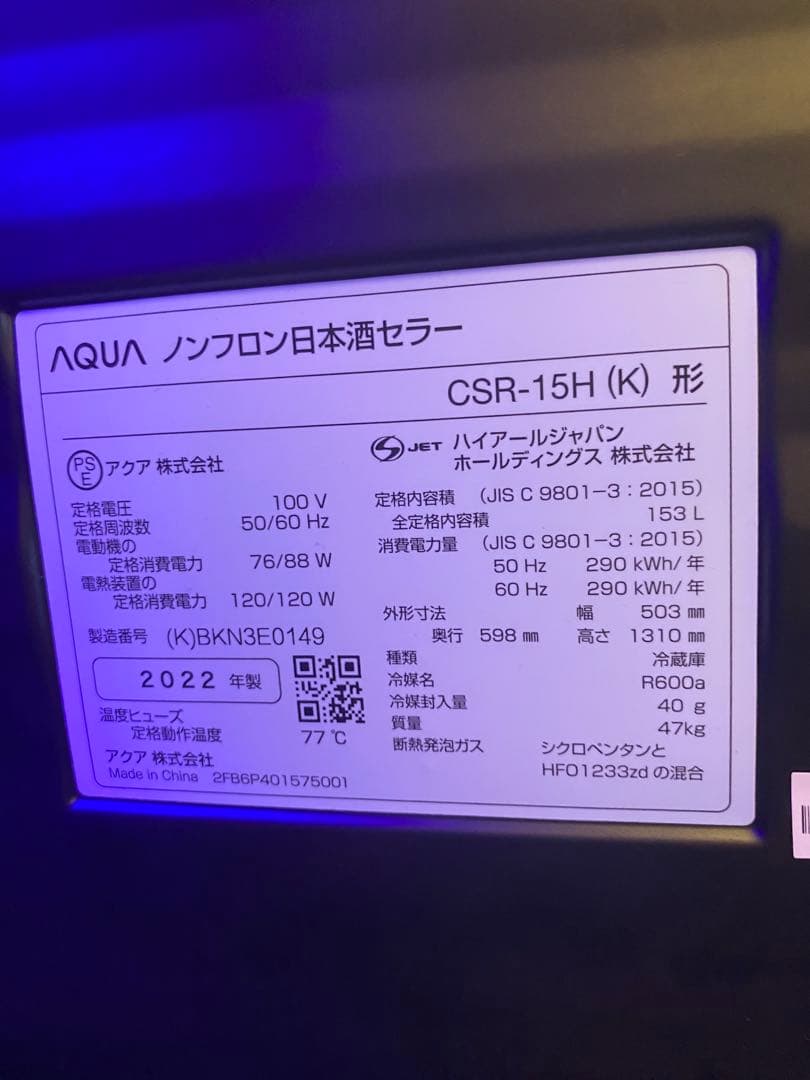 AQUA ノンフロン日本酒セラー
CSR-15H (K) 形
PS E アクア 株式会社
定格電圧 100 V
定格周波数 50/60 Hz
電動機の
定格消費電力 76/88 W
電熱装置の
定格消費電力 120/120 W
製造番号 (K)BKN3E0149
2022 年製
温度ヒューズ
定格動作温度 77 ℃
アクア 株式会社
Made in China 2FB6P401575001
S JET ハイアールジャパン
ホールディングス 株式会社
定格内容積 (JIS C 9801-3:2015)
全定格内容積 153 L
消費電力量 (JIS C 9801-3:2015)
50 Hz 290 kWh/年
60 Hz 290 kWh/年
外形寸法 幅 503 ㎜
奥行 598 ㎜ 高さ 1310 ㎜
種類 冷蔵庫
冷媒名 R600a
冷媒封入量 40 g
質量 47kg
断熱発泡ガス シクロペンタンと
HFO1233zd の混合